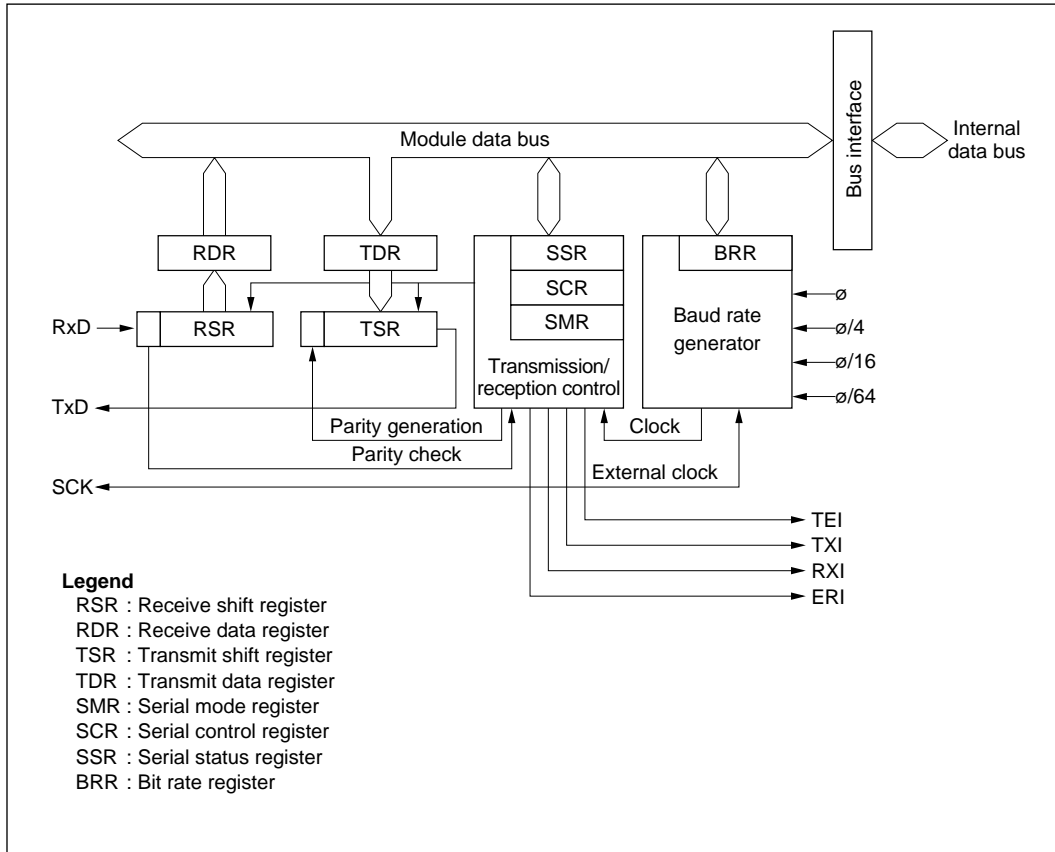 Bus interface
Internal
data bus
Module data bus
RDR
TDR
SSR
BRR
SCR
SMR
RxD
RSR
TSR
Baud rate
generator
ø
ø/4
ø/16
ø/64
Transmission/
reception control
TxD
Parity generation
Clock
Parity check
External clock
SCK
TEI
TXI
RXI
ERI
Legend
RSR : Receive shift register
RDR : Receive data register
TSR : Transmit shift register
TDR : Transmit data register
SMR : Serial mode register
SCR : Serial control register
SSR : Serial status register
BRR : Bit rate register